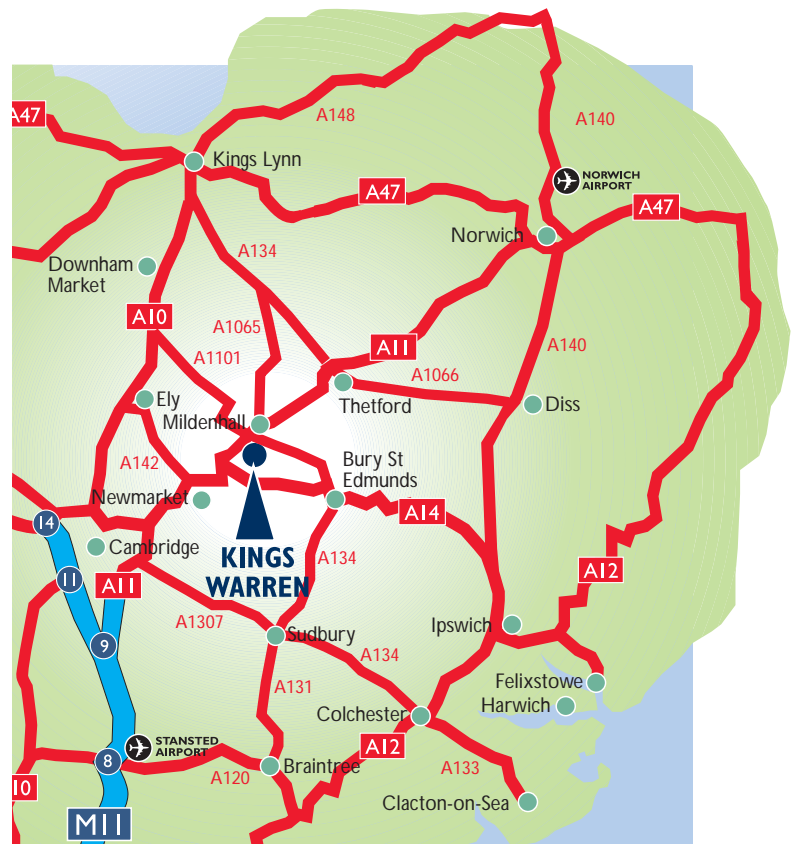 A47
A148
A140
Kings Lynn
NORWICH
AIRPORT
A47
A47
Norwich
A134
Downham
Market
A10
A1065
A11
A140
A1101
A1066
Ely
Thetford
Diss
Mildenhall
A142
Bury St
Edmunds
Newmarket
A14
14
Cambridge
KINGS
WARREN
A134
A12
11
A11
A1307
Ipswich
Sudbury
9
A134
A131
Felixstowe
Harwich
Colchester
STANSTED
AIRPORT
A12
8
Braintree
A133
A120
10
Clacton-on-Sea
M11